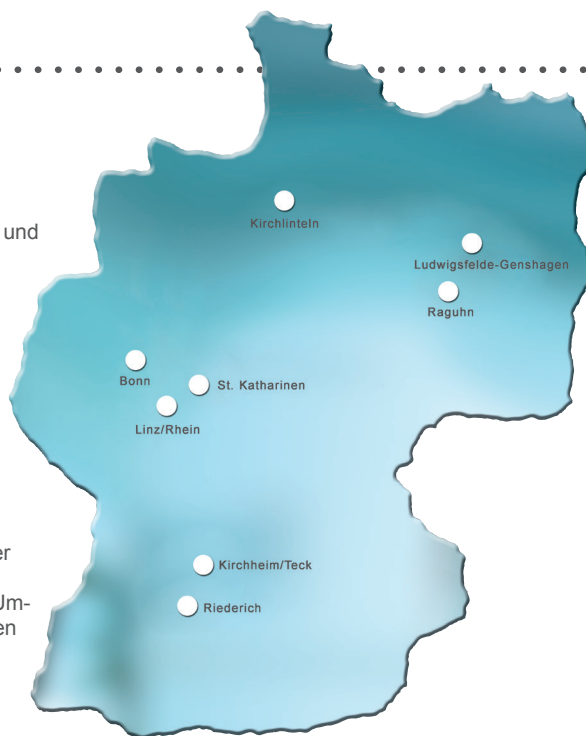 und
Kirchlinteln
Ludwigsfelde-Genshagen
Raguhn
Bonn
St. Katharinen
Linz/Rhein
er
Kirchheim/Teck
Um-
Riederich
en